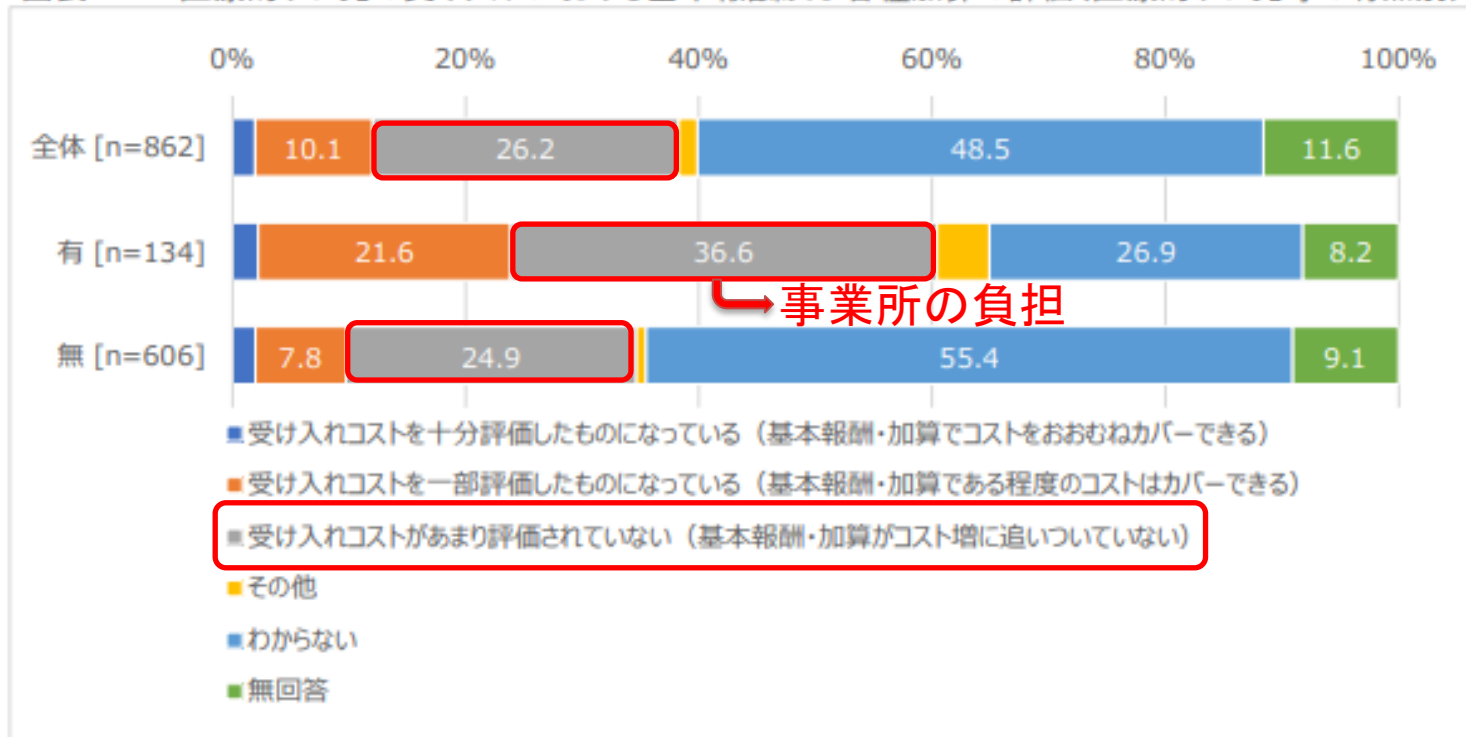 0% 20% 40% 60% 80% 100%
全体 [n=862] 10.1 26.2 48.5 11.6
有 [n=134] 21.6 36.6 26.9 8.2
事業所の負担
無 [n=606] 7.8 24.9 55.4 9.1
受け入れコストを十分評価したものになっている（基本報酬・加算でコストをおおむねカバーできる）
受け入れコストを一部評価したものになっている（基本報酬・加算である程度のコストはカバーできる）
受け入れコストがあまり評価されていない（基本報酬・加算がコスト増に追いついていない）
その他
わからない
無回答